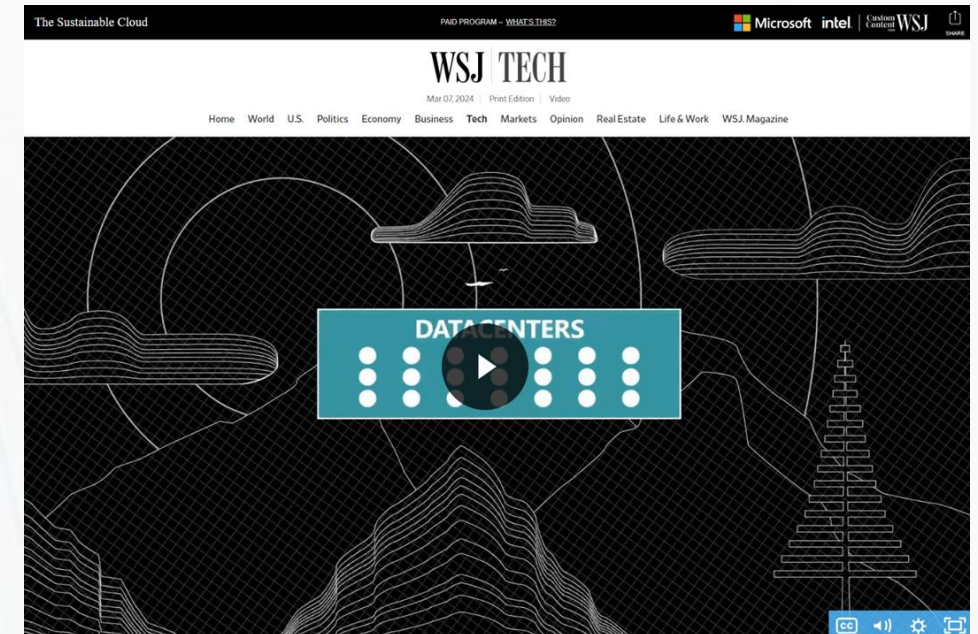 The Sustainable Cloud
PAID PROGRAM – WHAT'S THIS?
Microsoft intel. | Custom Content WSJ
SHARE
WSJ | TECH
Mar 07, 2024 | Print Edition | Video
Home World U.S. Politics Economy Business Tech Markets Opinion Real Estate Life & Work WSJ. Magazine
DATACENTERS
CC